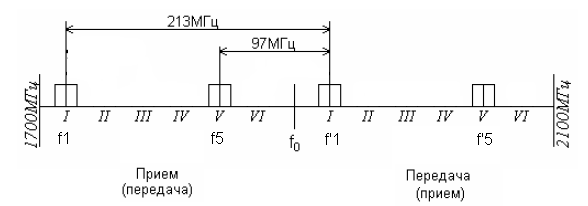 213МГц
97МГц
1700МГц
I II III IV V VI I II III IV V VI
2100МГц
f1 f5 f0 f'1 f'5
Прием
(передача)
Передача
(прием)